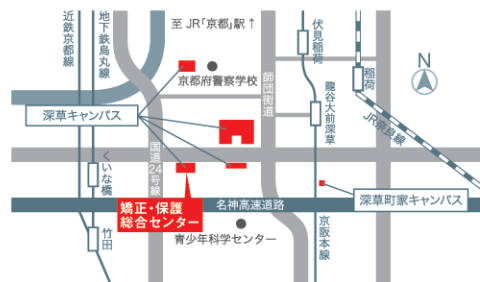 近鉄京都線
地下鉄烏丸線
至 JR「京都」駅↑
京都府警察学校
師団街道
伏見稲荷
稲荷
N
龍谷大前深草
JR奈良線
深草キャンパス
国道24号線
くいな橋
矯正・保護
総合センター
名神高速道路
深草町家キャンパス
竹田
青少年科学センター
京阪本線